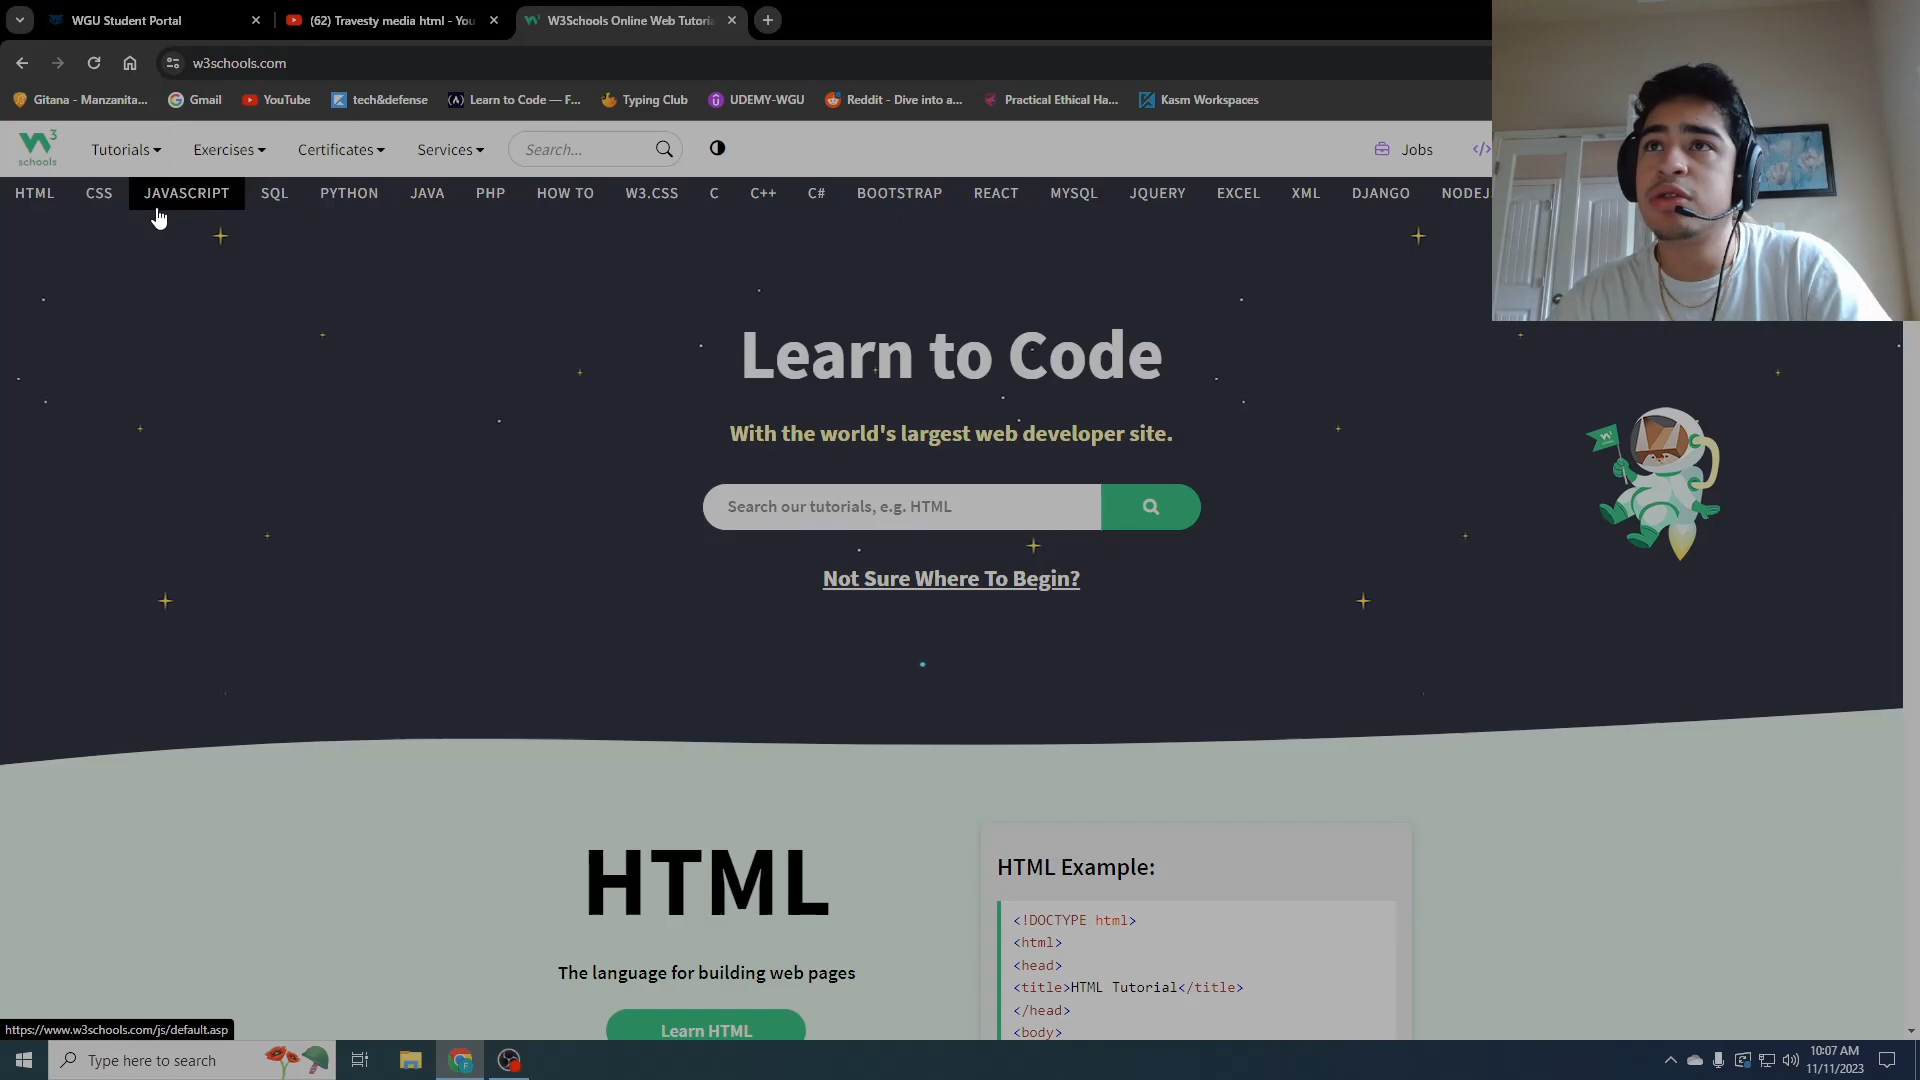 WGU Student Portal
(62) Travesty media html - You
W3Schools Online Web Tutoria
w3schools.com
Gitana - Manzanita...
Gmail
YouTube
tech&defense
Learn to Code — F...
Typing Club
UDEMY-WGU
Reddit - Dive into a...
Practical Ethical Ha...
Kasm Workspaces
W3 schools
Tutorials
Exercises
Certificates
Services
Search...
Jobs
HTML
CSS
JAVASCRIPT
SQL
PYTHON
JAVA
PHP
HOW TO
W3.CSS
C
C++
C#
BOOTSTRAP
REACT
MYSQL
JQUERY
EXCEL
XML
DJANGO
NODEJ
Learn to Code
With the world's largest web developer site.
Search our tutorials, e.g. HTML
Not Sure Where To Begin?
HTML
The language for building web pages
Learn HTML
HTML Example:
<!DOCTYPE html>
<html>
<head>
<title>HTML Tutorial</title>
</head>
<body>
https://www.w3schools.com/js/default.asp
Type here to search
10:07 AM
11/11/2023